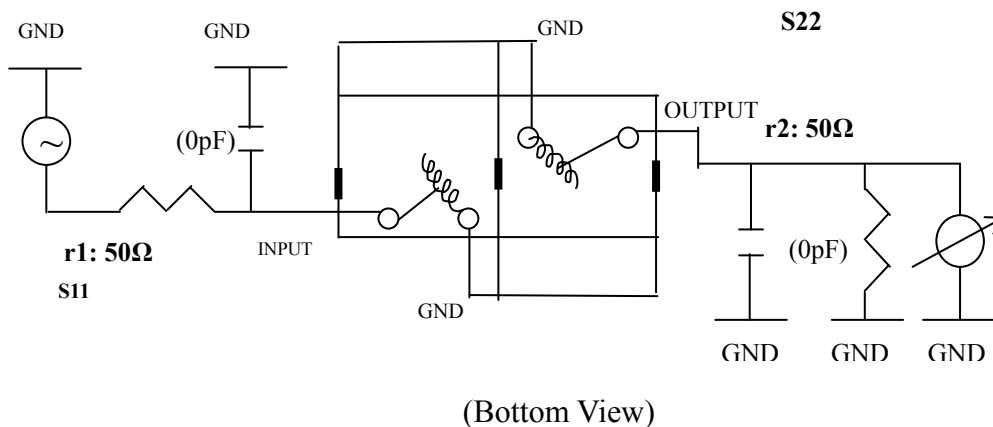 S22
GND
GND
GND
OUTPUT
r2: 50Ω
(0pF)
r1: 50Ω
INPUT
S11
(0pF)
GND
GND
GND
GND
(Bottom View)